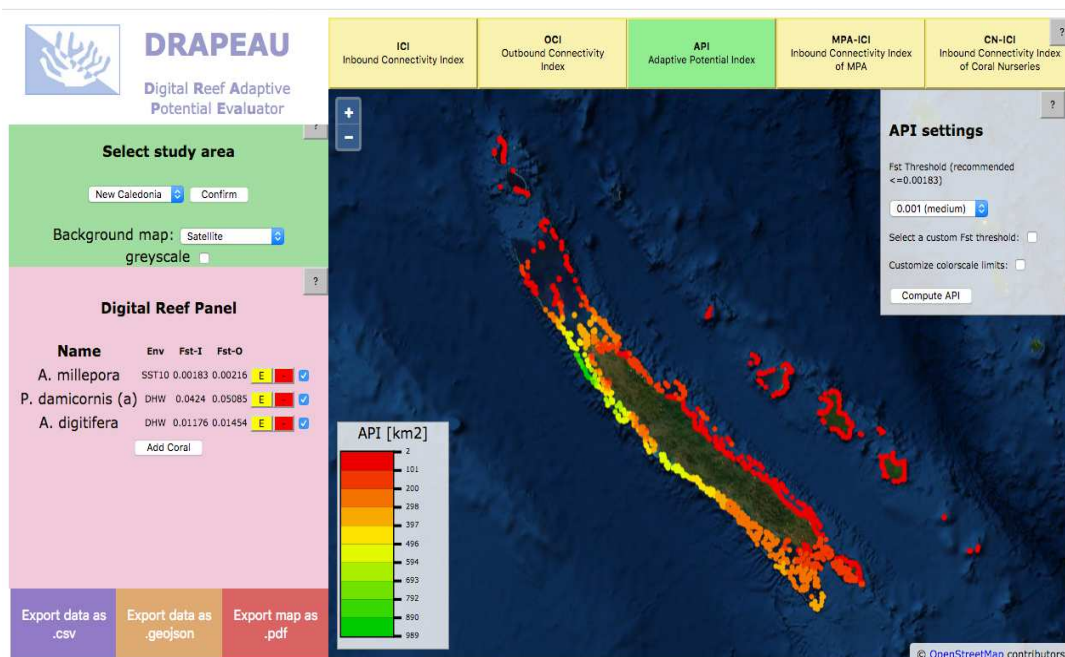 DRAPEAU
Digital Reef Adaptive
Potential Evaluator
ICI
Inbound Connectivity Index
OCI
Outbound Connectivity
Index
API
Adaptive Potential Index
MPA-ICI
Inbound Connectivity Index
of MPA
CN-ICI
Inbound Connectivity Index
of Coral Nurseries
?
?
Select study area
New Caledonia
Confirm
Background map: Satellite
greyscale
?
Digital Reef Panel
Name Env Fst-I Fst-O
A. millepora SST10 0.00183 0.00216 E -
P. damicornis (a) DHW 0.0424 0.05085 E -
A. digitifera DHW 0.01176 0.01454 E -
Add Coral
Export data as
.csv
Export data as
.geojson
Export map as
.pdf
+
−
?
API settings
Fst Threshold (recommended
<=0.00183)
0.001 (medium)
Select a custom Fst threshold:
Customize colorscale limits:
Compute API
API [km2]
2
101
200
298
397
496
594
693
792
890
989
© OpenStreetMap contributors